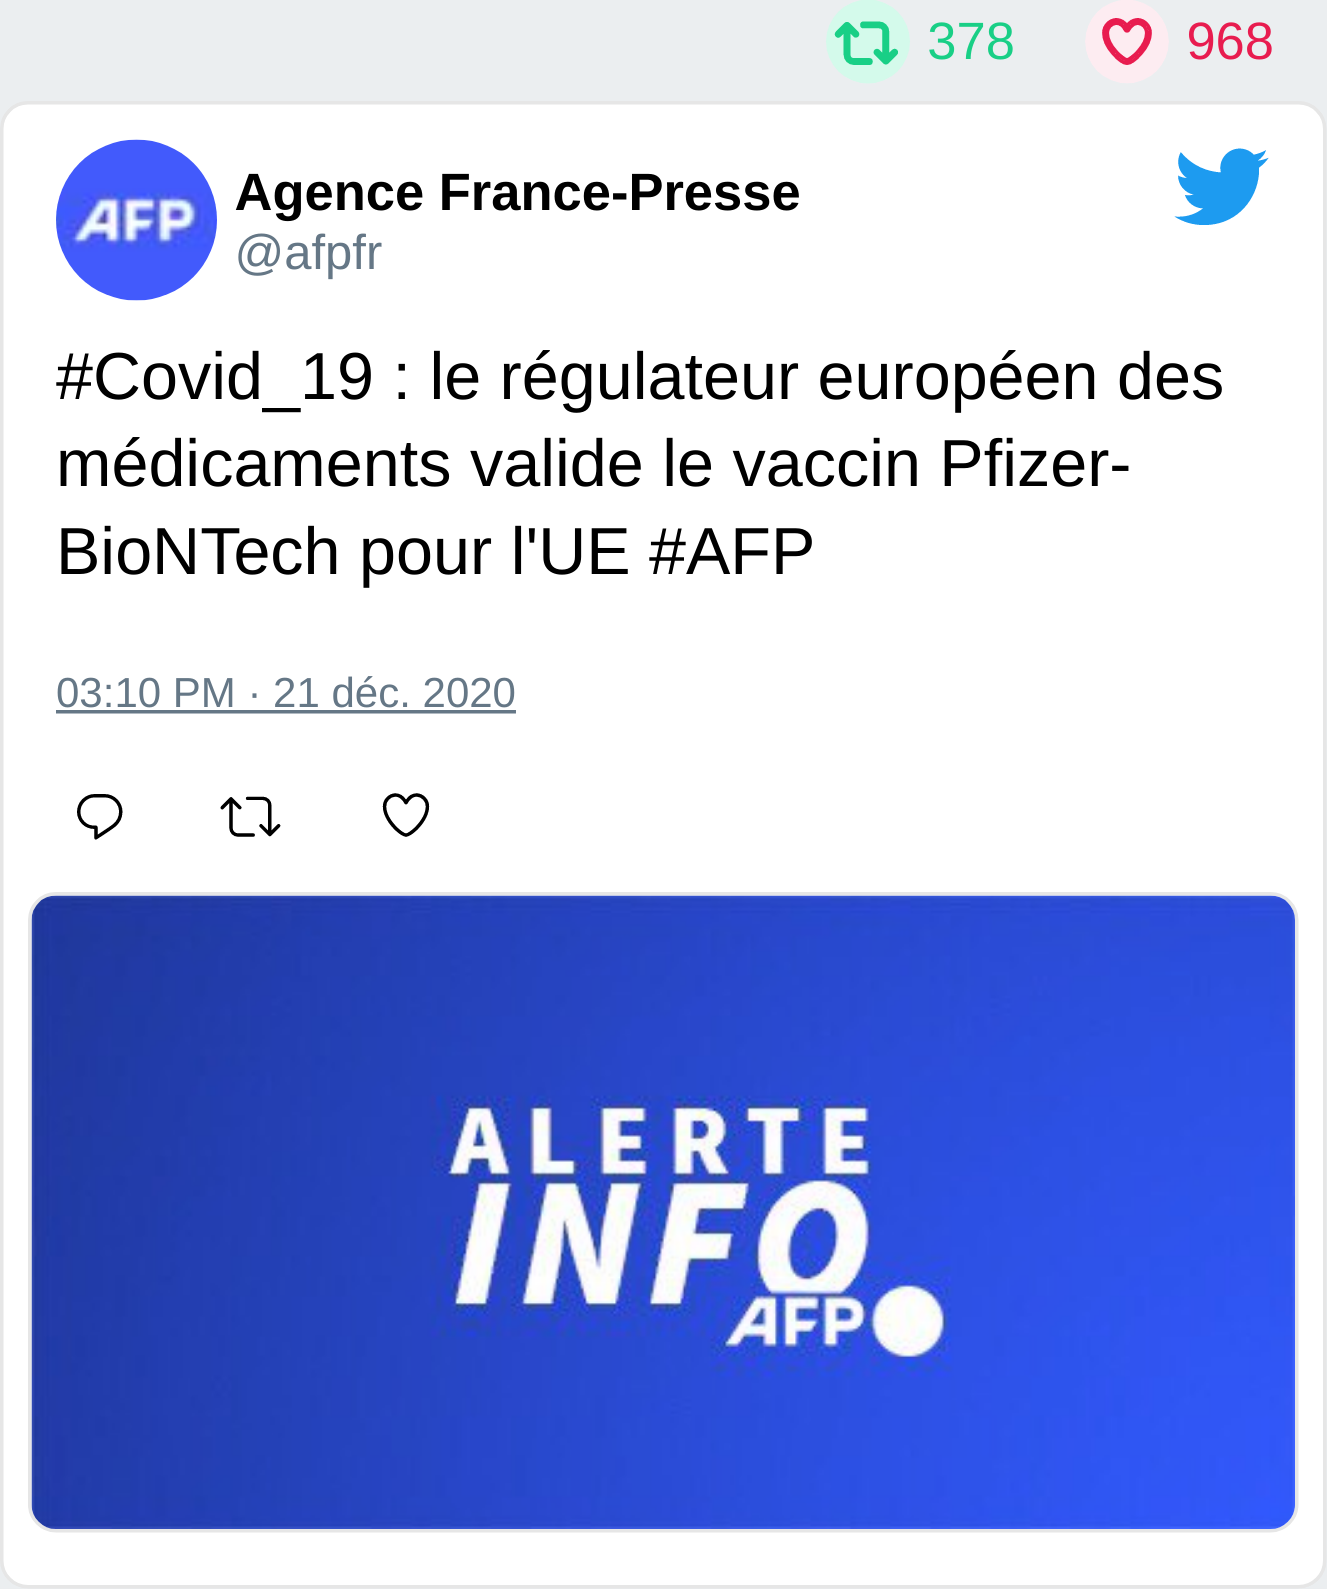 378 968
AFP
Agence France-Presse
@afpfr
#Covid_19 : le régulateur européen des
médicaments valide le vaccin Pfizer-
BioNTech pour l'UE #AFP
03:10 PM · 21 déc. 2020
ALERTE
INFO
AFP